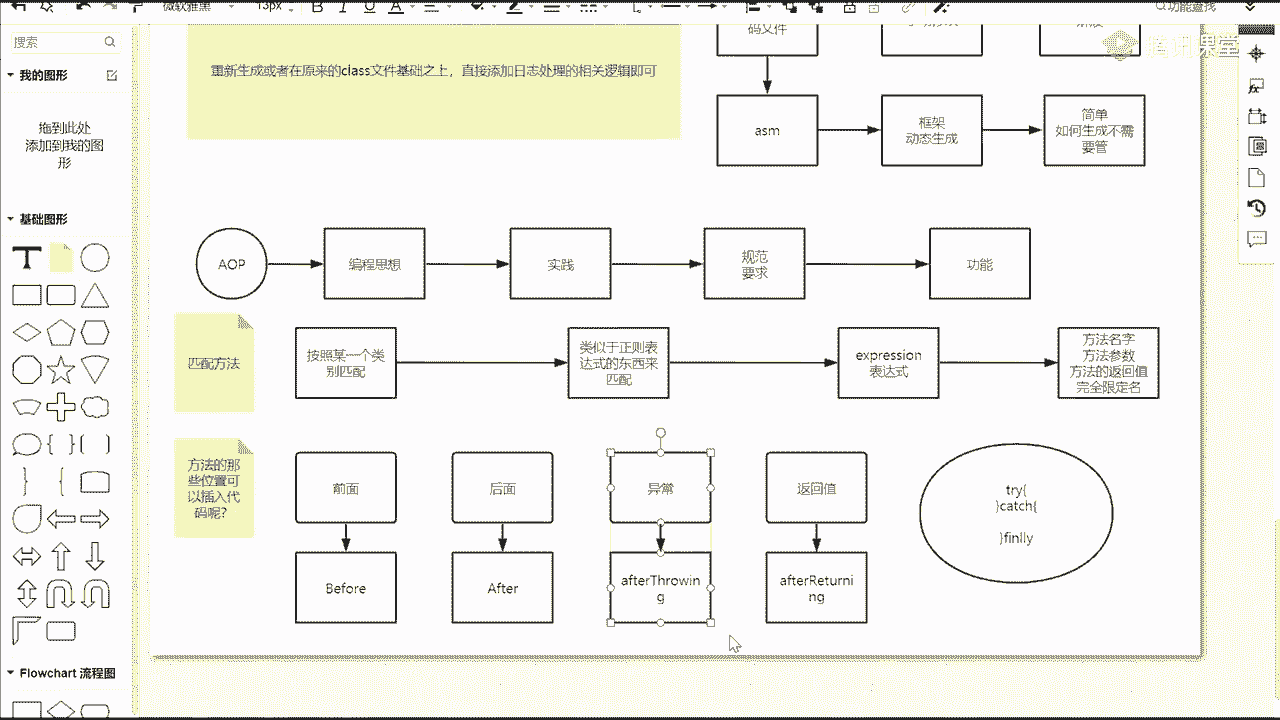 微软雅黑
13px
B I U A
功能查找
搜索
我的图形
拖到此处
添加到我的图
形
基础图形
Flowchart 流程图
腾讯课堂
重新生成或者在原来的class文件基础之上，直接添加日志处理的相关逻辑即可
码文件
asm
框架
动态生成
简单
如何生成不需
要管
AOP
编程思想
实践
规范
要求
功能
匹配方法
按照某一个类
别匹配
类似于正则表
达式的东西来
匹配
expression
表达式
方法名字
方法参数
方法的返回值
完全限定名
方法的那
些位置可
以插入代
码呢?
前面
后面
异常
返回值
Before
After
afterThrowin
g
afterReturni
ng
try{
}catch{
}finlly